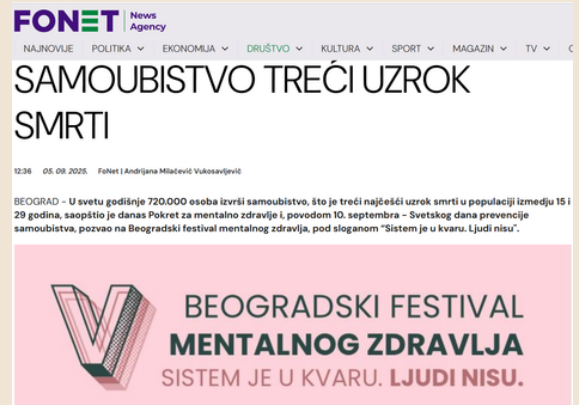 FONET News
Agency
NAJNOVIJE POLITIKA EKONOMIJA DRUŠTVO KULTURA SPORT MAGAZIN TV
SAMOUBISTVO TREĆI UZROK
SMRTI
12:36 05. 09. 2025. FoNet | Andrijana Milaćević Vukosavljević
BEOGRAD - U svetu godišnje 720.000 osoba izvrši samoubistvo, što je treći najčešći uzrok smrti u populaciji izmedju 15 i
29 godina, saopštio je danas Pokret za mentalno zdravlje i, povodom 10. septembra - Svetskog dana prevencije
samoubistva, pozvao na Beogradski festival mentalnog zdravlja, pod sloganom “Sistem je u kvaru. Ljudi nisu".
BEOGRADSKI FESTIVAL
MENTALNOG ZDRAVLJA
SISTEM JE U KVARU. LJUDI NISU.